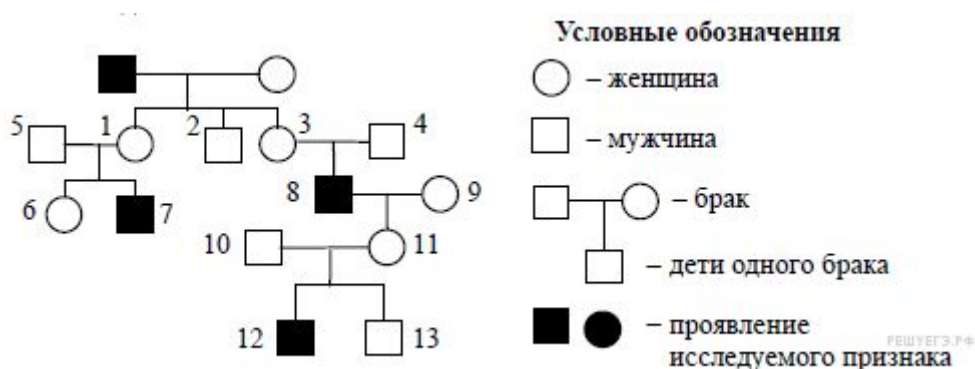 Условные обозначения
– женщина
– мужчина
– брак
– дети одного брака
– проявление
исследуемого признака
5
1
2
3
4
6
7
8
9
10
11
12
13
РЕШУЕГЭ.РФ